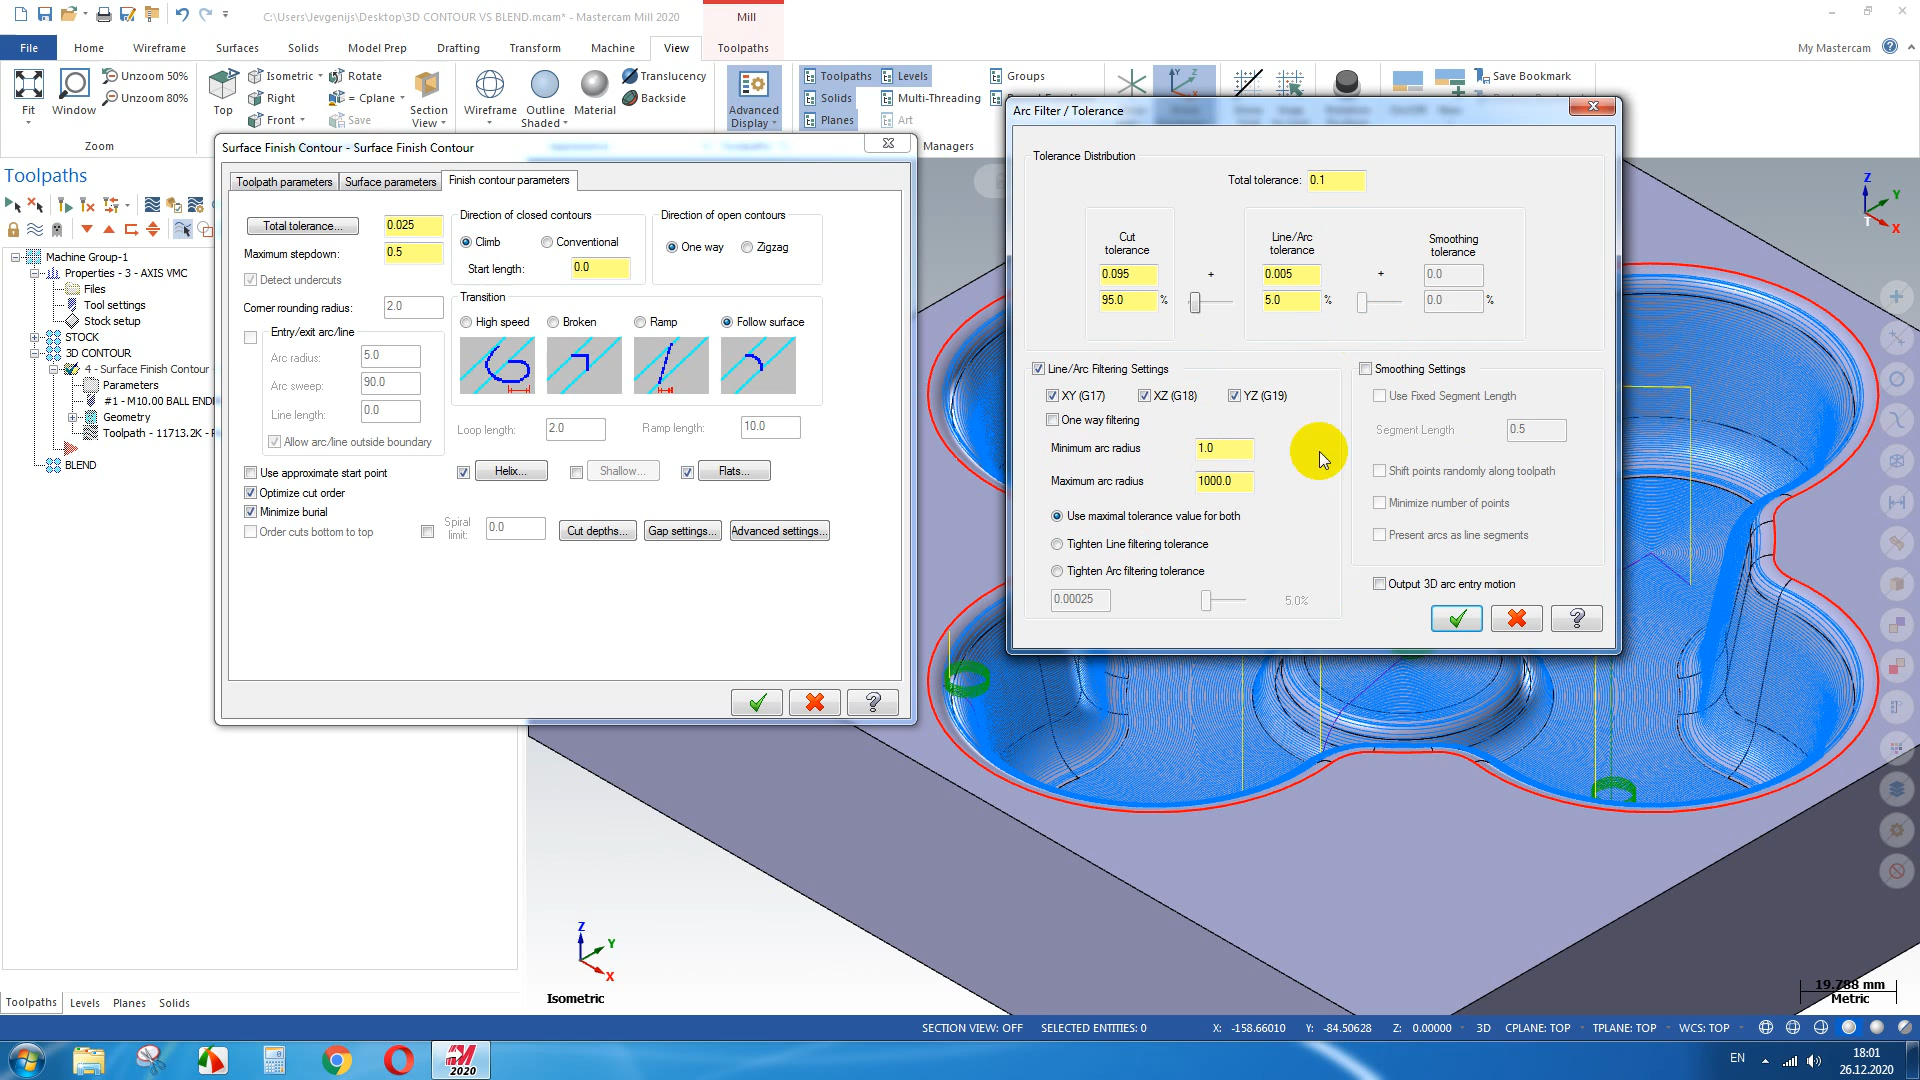 C:\Users\Jevgenijs\Desktop\3D CONTOUR VS BLEND.mcam* - Mastercam Mill 2020
Mill
File
Home
Wireframe
Surfaces
Solids
Model Prep
Drafting
Transform
Machine
View
Toolpaths
My Mastercam
Fit
Window
Unzoom 50%
Unzoom 80%
Zoom
Top
Isometric
Right
Front
Rotate
= Cplane
Save
Section
View
Wireframe
Outline
Shaded
Material
Translucency
Backside
Advanced
Display
Toolpaths
Solids
Planes
Levels
Multi-Threading
Art
Groups
Managers
Save Bookmark
Toolpaths
Machine Group-1
Properties - 3 - AXIS VMC
Files
Tool settings
Stock setup
STOCK
3D CONTOUR
4 - Surface Finish Contour
Parameters
#1 - M10.00 BALL ENDI
Geometry
Toolpath - 11713.2K -
BLEND
Surface Finish Contour - Surface Finish Contour
Toolpath parameters
Surface parameters
Finish contour parameters
Total tolerance...
0.025
Maximum stepdown:
0.5
Detect undercuts
Corner rounding radius:
2.0
Entry/exit arc/line
Arc radius:
5.0
Arc sweep:
90.0
Line length:
0.0
Allow arc/line outside boundary
Use approximate start point
Optimize cut order
Minimize burial
Order cuts bottom to top
Direction of closed contours
Climb
Conventional
Start length:
0.0
Direction of open contours
One way
Zigzag
Transition
High speed
Broken
Ramp
Follow surface
Loop length:
2.0
Ramp length:
10.0
Helix...
Shallow...
Flats...
Spiral
limit:
0.0
Cut depths...
Gap settings...
Advanced settings...
Arc Filter / Tolerance
Tolerance Distribution
Total tolerance:
0.1
Cut
tolerance
0.095
95.0
%
+
Line/Arc
tolerance
0.005
5.0
%
+
Smoothing
tolerance
0.0
0.0
%
Line/Arc Filtering Settings
XY (G17)
XZ (G18)
YZ (G19)
One way filtering
Minimum arc radius
1.0
Maximum arc radius
1000.0
Use maximal tolerance value for both
Tighten Line filtering tolerance
Tighten Arc filtering tolerance
0.00025
5.0%
Smoothing Settings
Use Fixed Segment Length
Segment Length
0.5
Shift points randomly along toolpath
Minimize number of points
Present arcs as line segments
Output 3D arc entry motion
Z
Y
X
T
Z
Y
X
Isometric
19.788 mm
Metric
Toolpaths
Levels
Planes
Solids
SECTION VIEW: OFF
SELECTED ENTITIES: 0
X: -158.66010
Y: -84.50628
Z: 0.00000
3D
CPLANE: TOP
TPLANE: TOP
WCS: TOP
2020
EN
18:01
26.12.2020